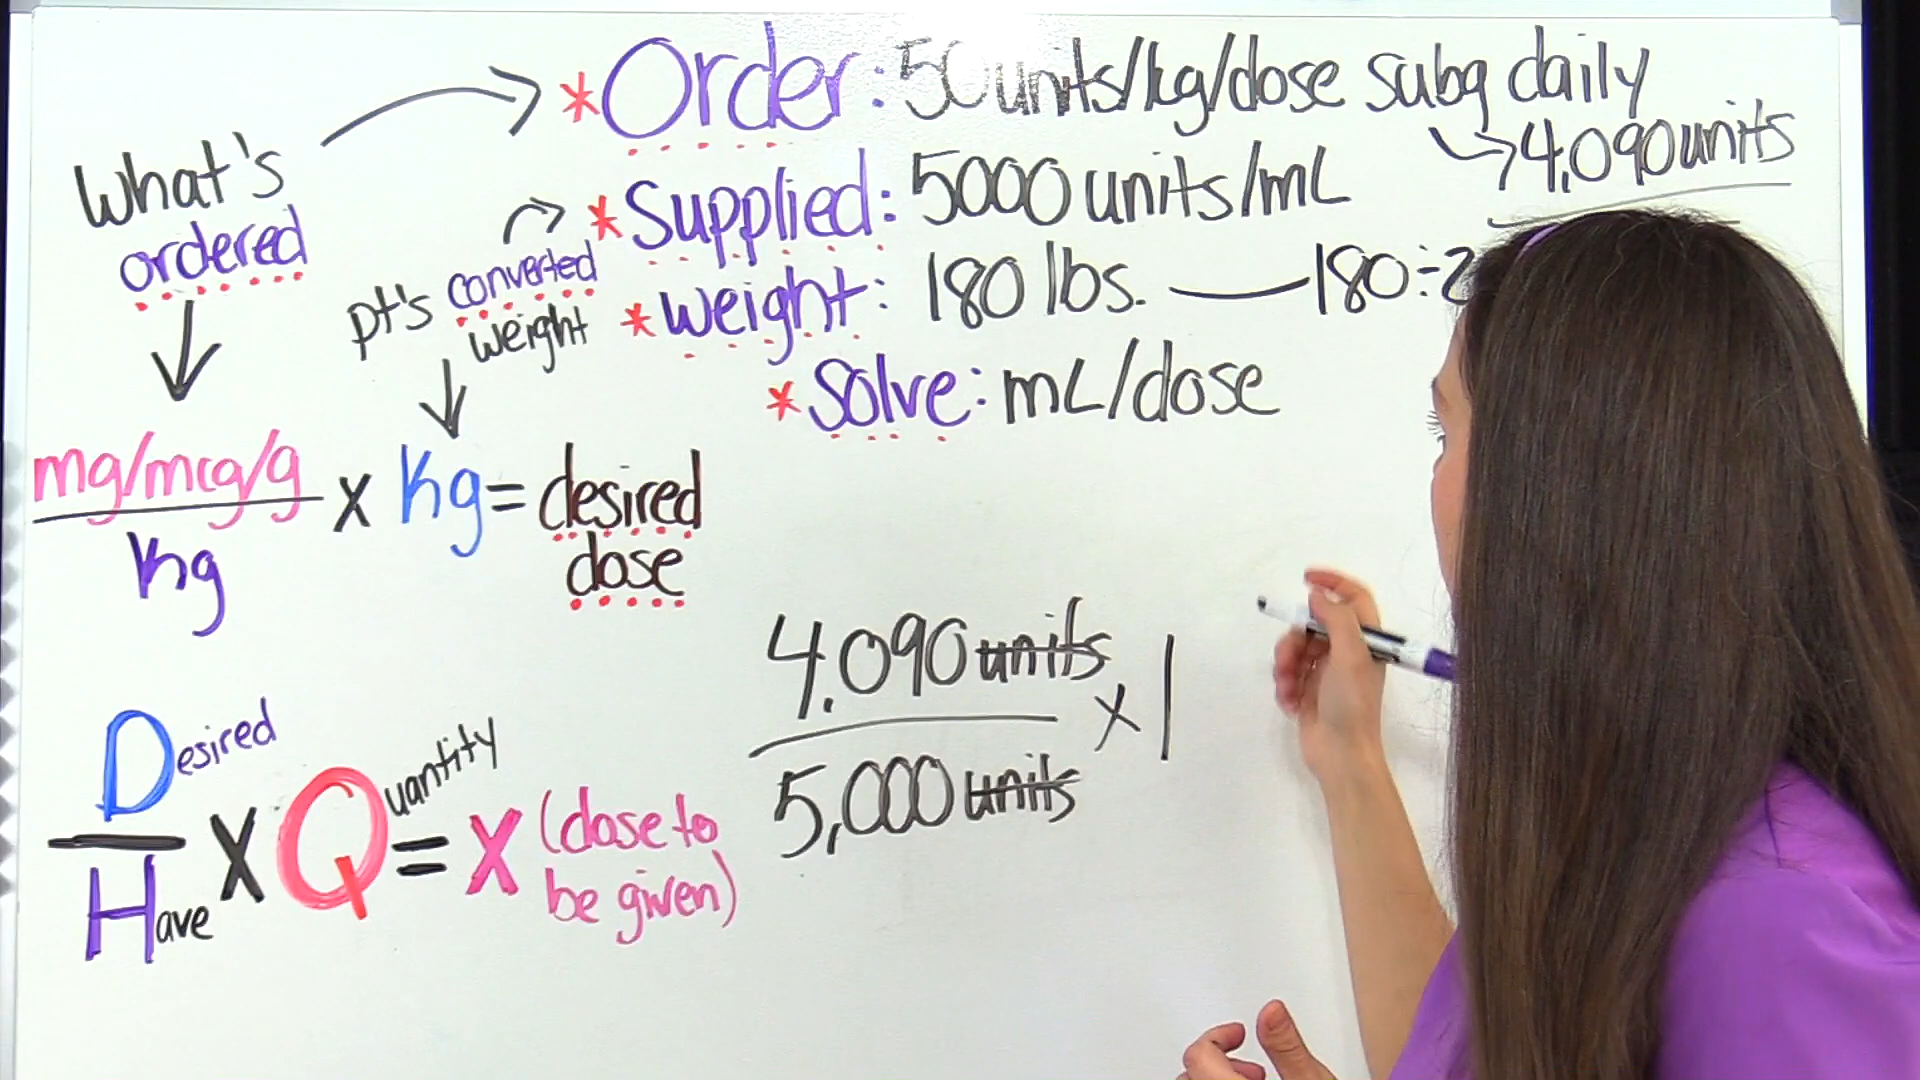 *Order: 50 units/kg/dose subq daily
→4,090 units
*Supplied: 5000 units/mL
*Weight: 180 lbs. — 180÷2
*Solve: mL/dose
What's
ordered
pt's converted
weight
mg/mcg/g
kg
x kg = desired
dose
Desired
Have
x Quantity = x (dose to
be given)
4,090 units
5,000 units
x 1